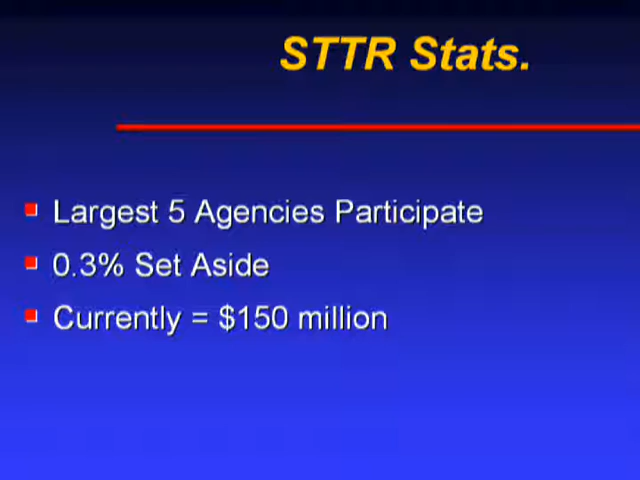 STTR Stats.
Largest 5 Agencies Participate
0.3% Set Aside
Currently = $150 million